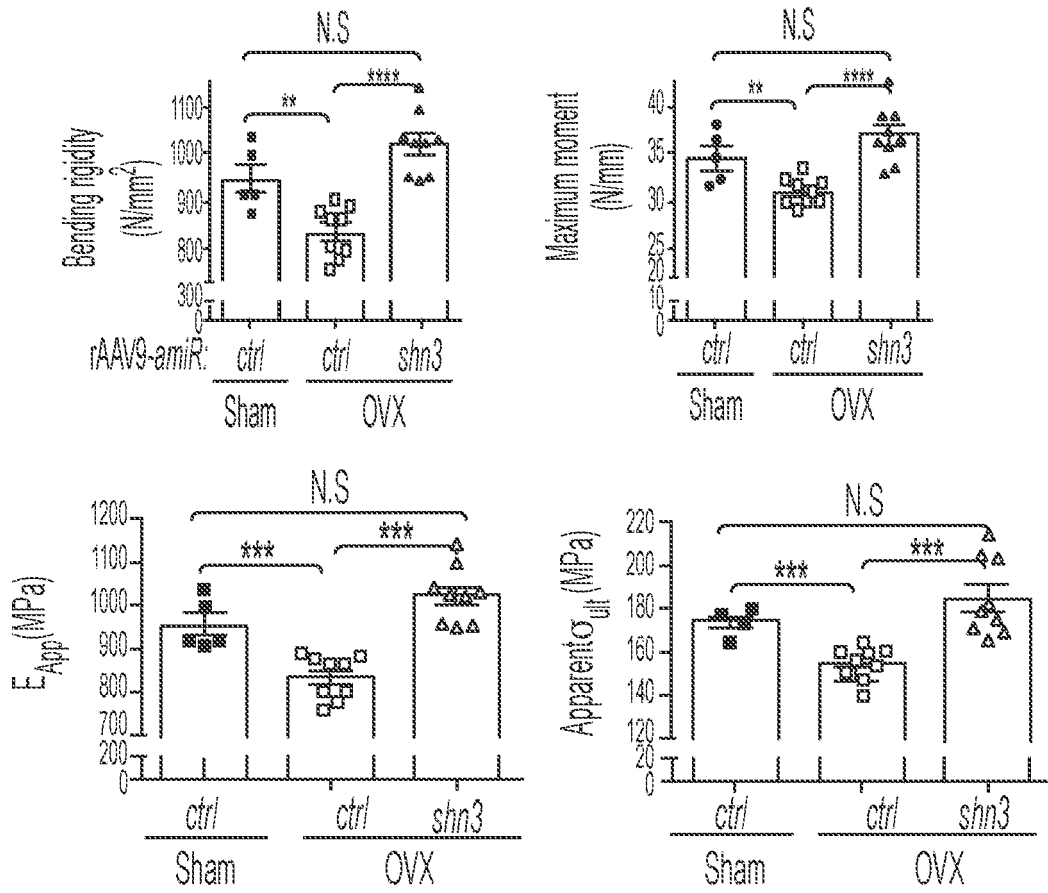 N.S
**
****
Bending rigidity
(N/mm²)
1100
1000
900
800
300
0
rAAV9-amiR:
ctrl
ctrl
shn3
Sham
OVX
N.S
**
****
Maximum moment
(N/mm)
40
35
30
25
20
10
0
ctrl
ctrl
shn3
Sham
OVX
N.S
***
***
E_App(MPa)
1200
1100
1000
900
800
700
200
0
ctrl
ctrl
shn3
Sham
OVX
N.S
***
***
Apparentσ_ult(MPa)
220
200
180
160
140
120
20
0
ctrl
ctrl
shn3
Sham
OVX